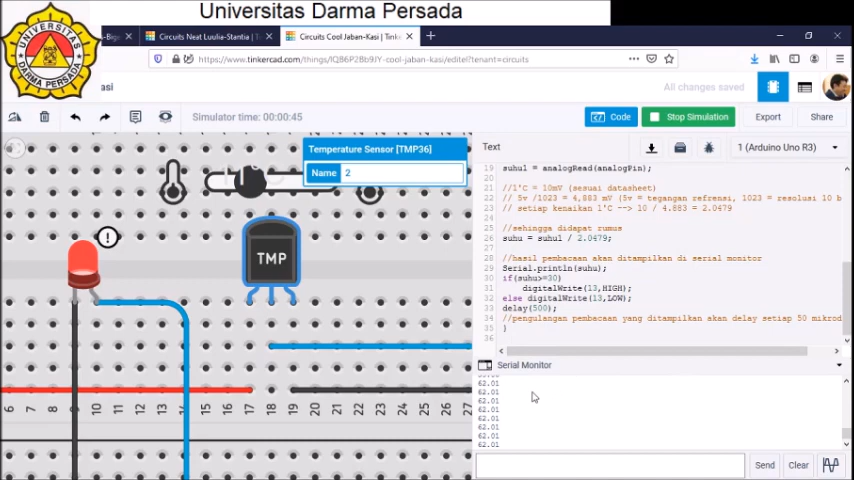 Universitas Darma Persada
UNIVERSITAS
DARMA PERSADA
Circuits Neat Luulia-Stantia | Tin
Circuits Cool Jaban-Kasi | Tinke
https://www.tinkercad.com/things/IQ86P2Bb9JY-cool-jaban-kasi/editel?tenant=circuits
asi
All changes saved
Simulator time: 00:00:45
Code
Stop Simulation
Export
Share
Temperature Sensor [TMP36]
Name 2
Text
1 (Arduino Uno R3)
19 suhu1 = analogRead(analogPin);
20
21 //1'C = 10mV (sesuai datasheet)
22 // 5v /1023 = 4,883 mV (5v = tegangan refrensi, 1023 = resolusi 10 b
23 // setiap kenaikan 1'C --> 10 / 4.883 = 2.0479
24
25 //sehingga didapat rumus
26 suhu = suhu1 / 2.0479;
27
28 //hasil pembacaan akan ditampilkan di serial monitor
29 Serial.println(suhu);
30 if(suhu>=30)
31 digitalWrite(13,HIGH);
32 else digitalWrite(13,LOW);
33 delay(500);
34 //pengulangan pembacaan yang ditampilkan akan delay setiap 50 mikrod
35 }
36
TMP
Serial Monitor
62.01
62.01
62.01
62.01
62.01
62.01
62.01
62.01
6 7 8 9 10 11 12 13 14 15 16 17 18 19 20 21 22 23 24 25 26 27
Send
Clear